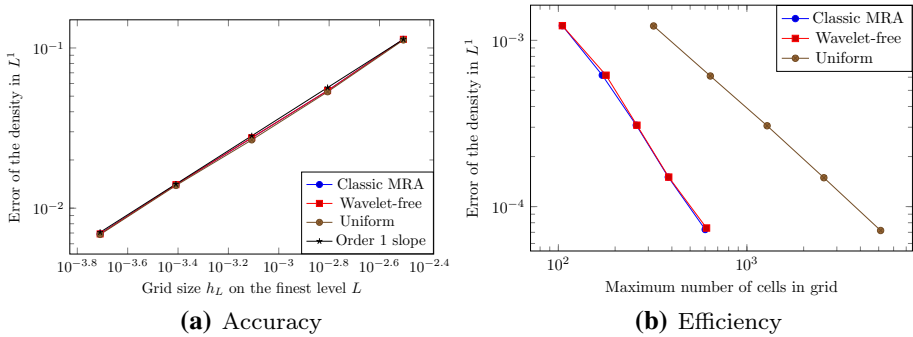 Error of the density in $L^1$
10^{-1}
10^{-2}
Classic MRA
Wavelet-free
Uniform
Order 1 slope
10^{-3.8} 10^{-3.6} 10^{-3.4} 10^{-3.2} 10^{-3} 10^{-2.8} 10^{-2.6} 10^{-2.4}
Grid size $h_L$ on the finest level $L$
(a) Accuracy
Error of the density in $L^1$
10^{-3}
10^{-4}
Classic MRA
Wavelet-free
Uniform
10^2 10^3
Maximum number of cells in grid
(b) Efficiency